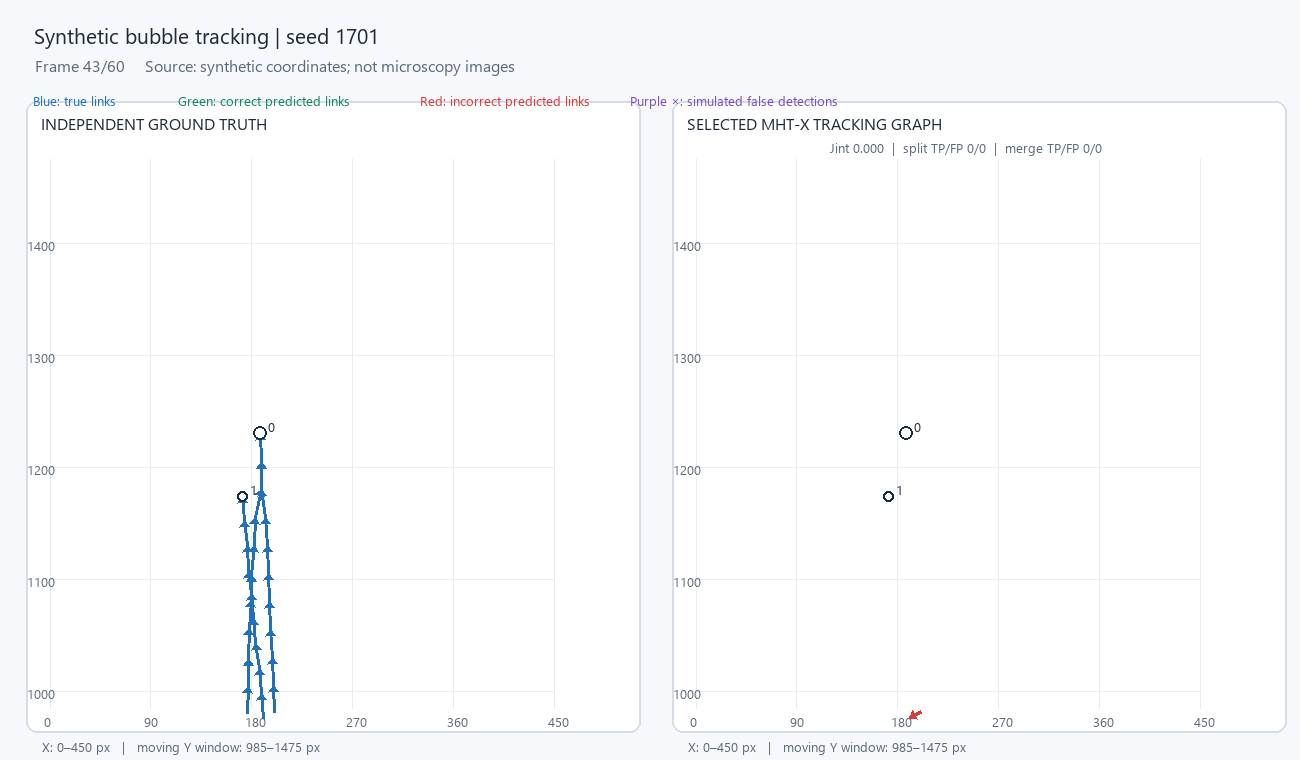 Synthetic bubble tracking | seed 1701
Frame 43/60 Source: synthetic coordinates; not microscopy images
Blue: true links Green: correct predicted links Red: incorrect predicted links Purple ×: simulated false detections
INDEPENDENT GROUND TRUTH
1400
1300
1200
1100
1000
0
1
0 90 180 270 360 450
X: 0–450 px | moving Y window: 985–1475 px
SELECTED MHT-X TRACKING GRAPH
Jint 0.000 | split TP/FP 0/0 | merge TP/FP 0/0
1400
1300
1200
1100
1000
0
1
0 90 180 270 360 450
X: 0–450 px | moving Y window: 985–1475 px